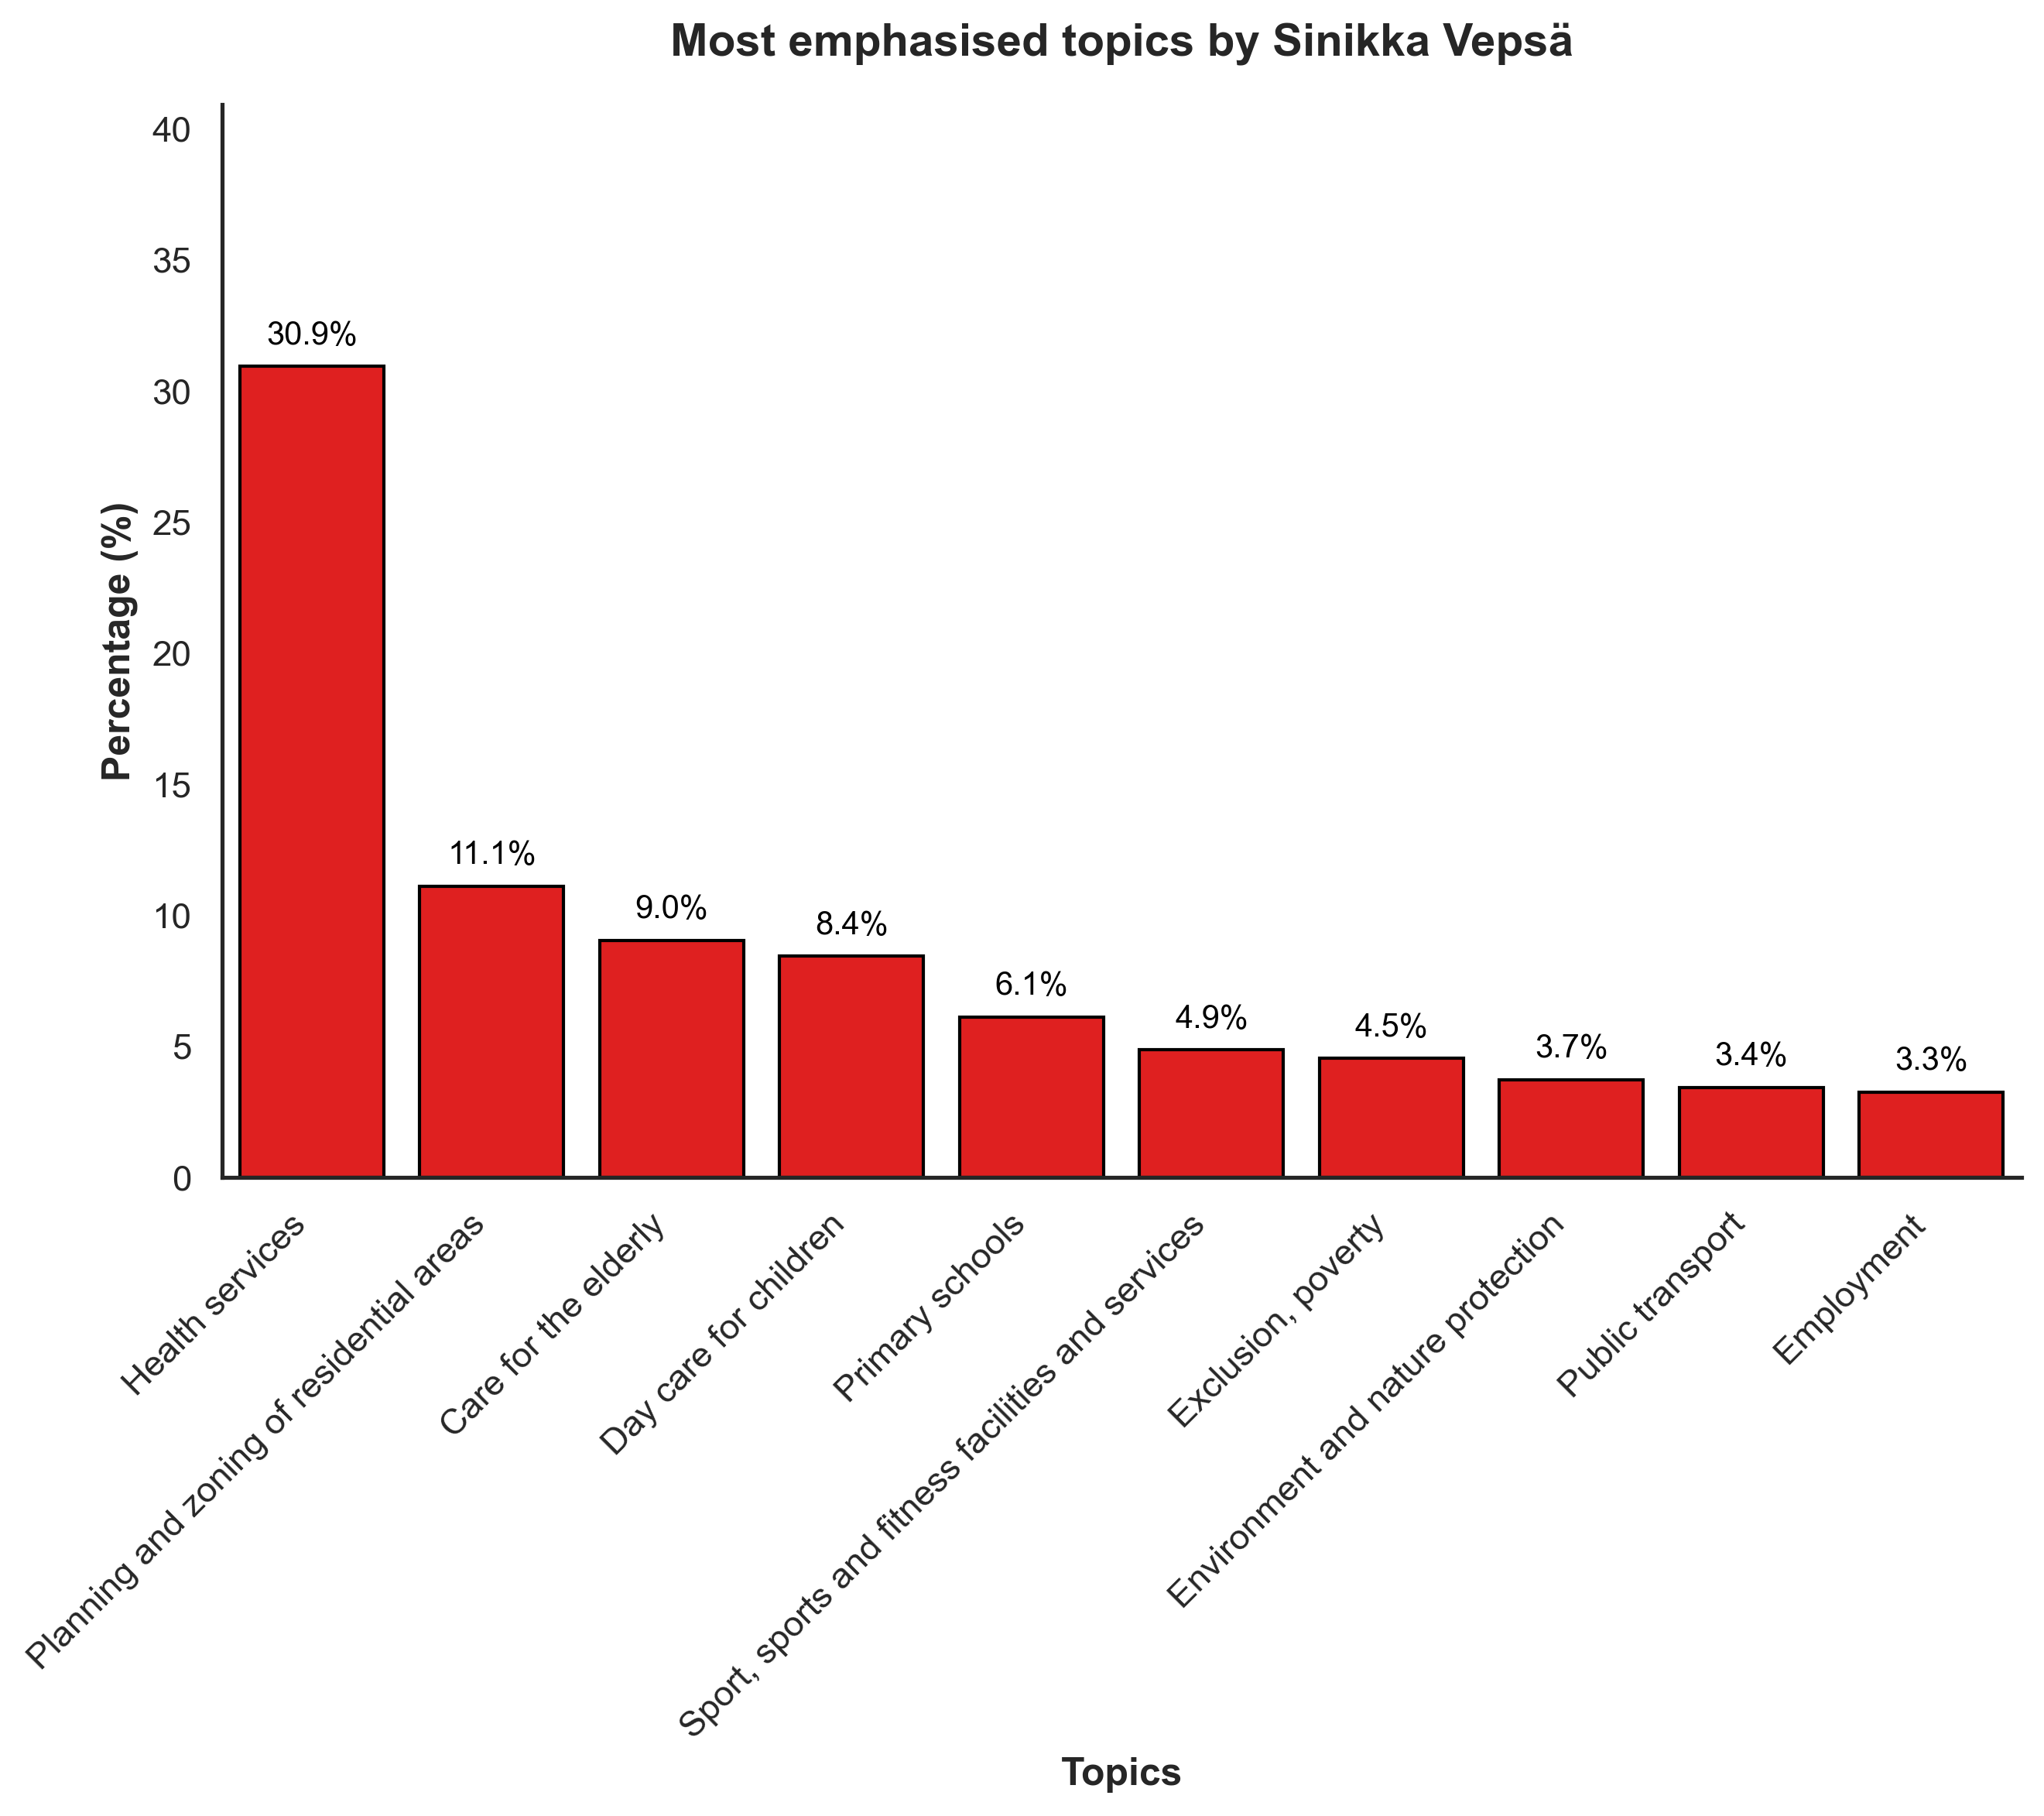 Most emphasised topics by Sinikka Vepsä
Percentage (%)
40
35
30
25
20
15
10
5
0
30.9%
11.1%
9.0%
8.4%
6.1%
4.9%
4.5%
3.7%
3.4%
3.3%
Health services
Planning and zoning of residential areas
Care for the elderly
Day care for children
Primary schools
Sport, sports and fitness facilities and services
Exclusion, poverty
Environment and nature protection
Public transport
Employment
Topics